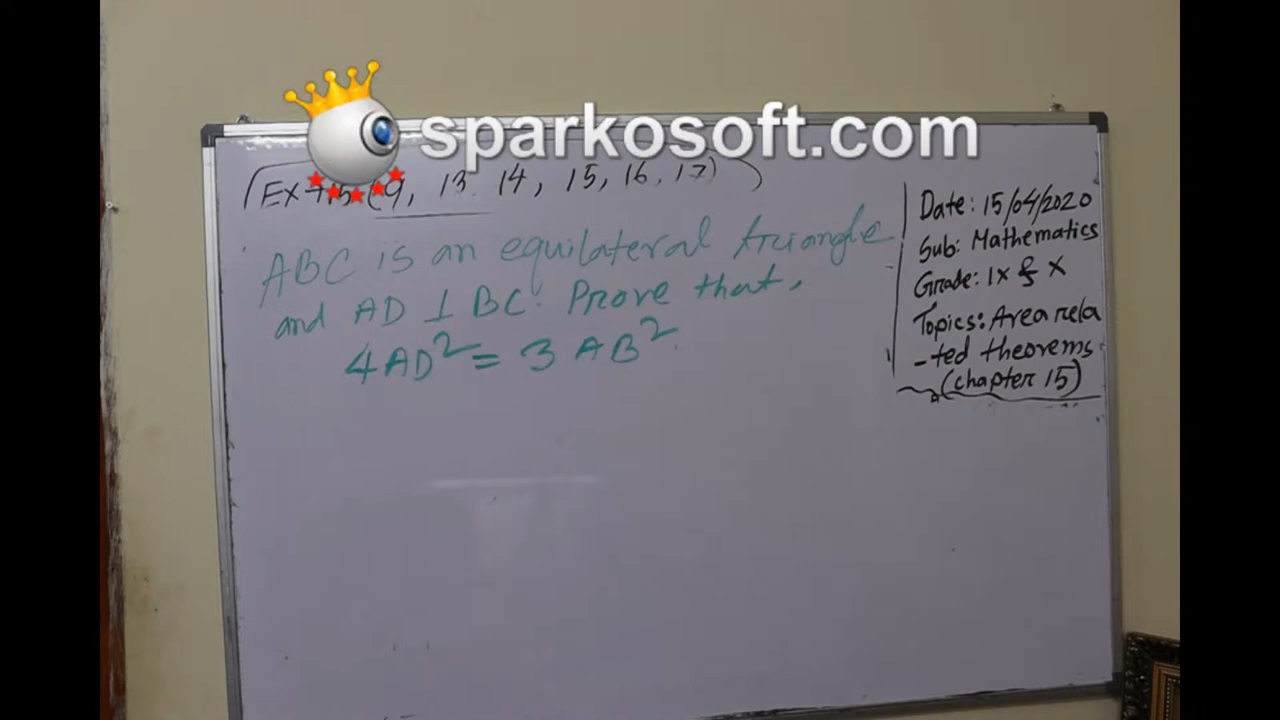 sparkosoft.com
(9, 13, 14, 15, 16, 17)
ABC is an equilateral triangle
and AD ⊥ BC. Prove that,
4AD² = 3AB²
Date: 15/04/2020
Sub: Mathematics
Grade: IX & X
Topics: Area rela
-ted theorems
(chapter 15)